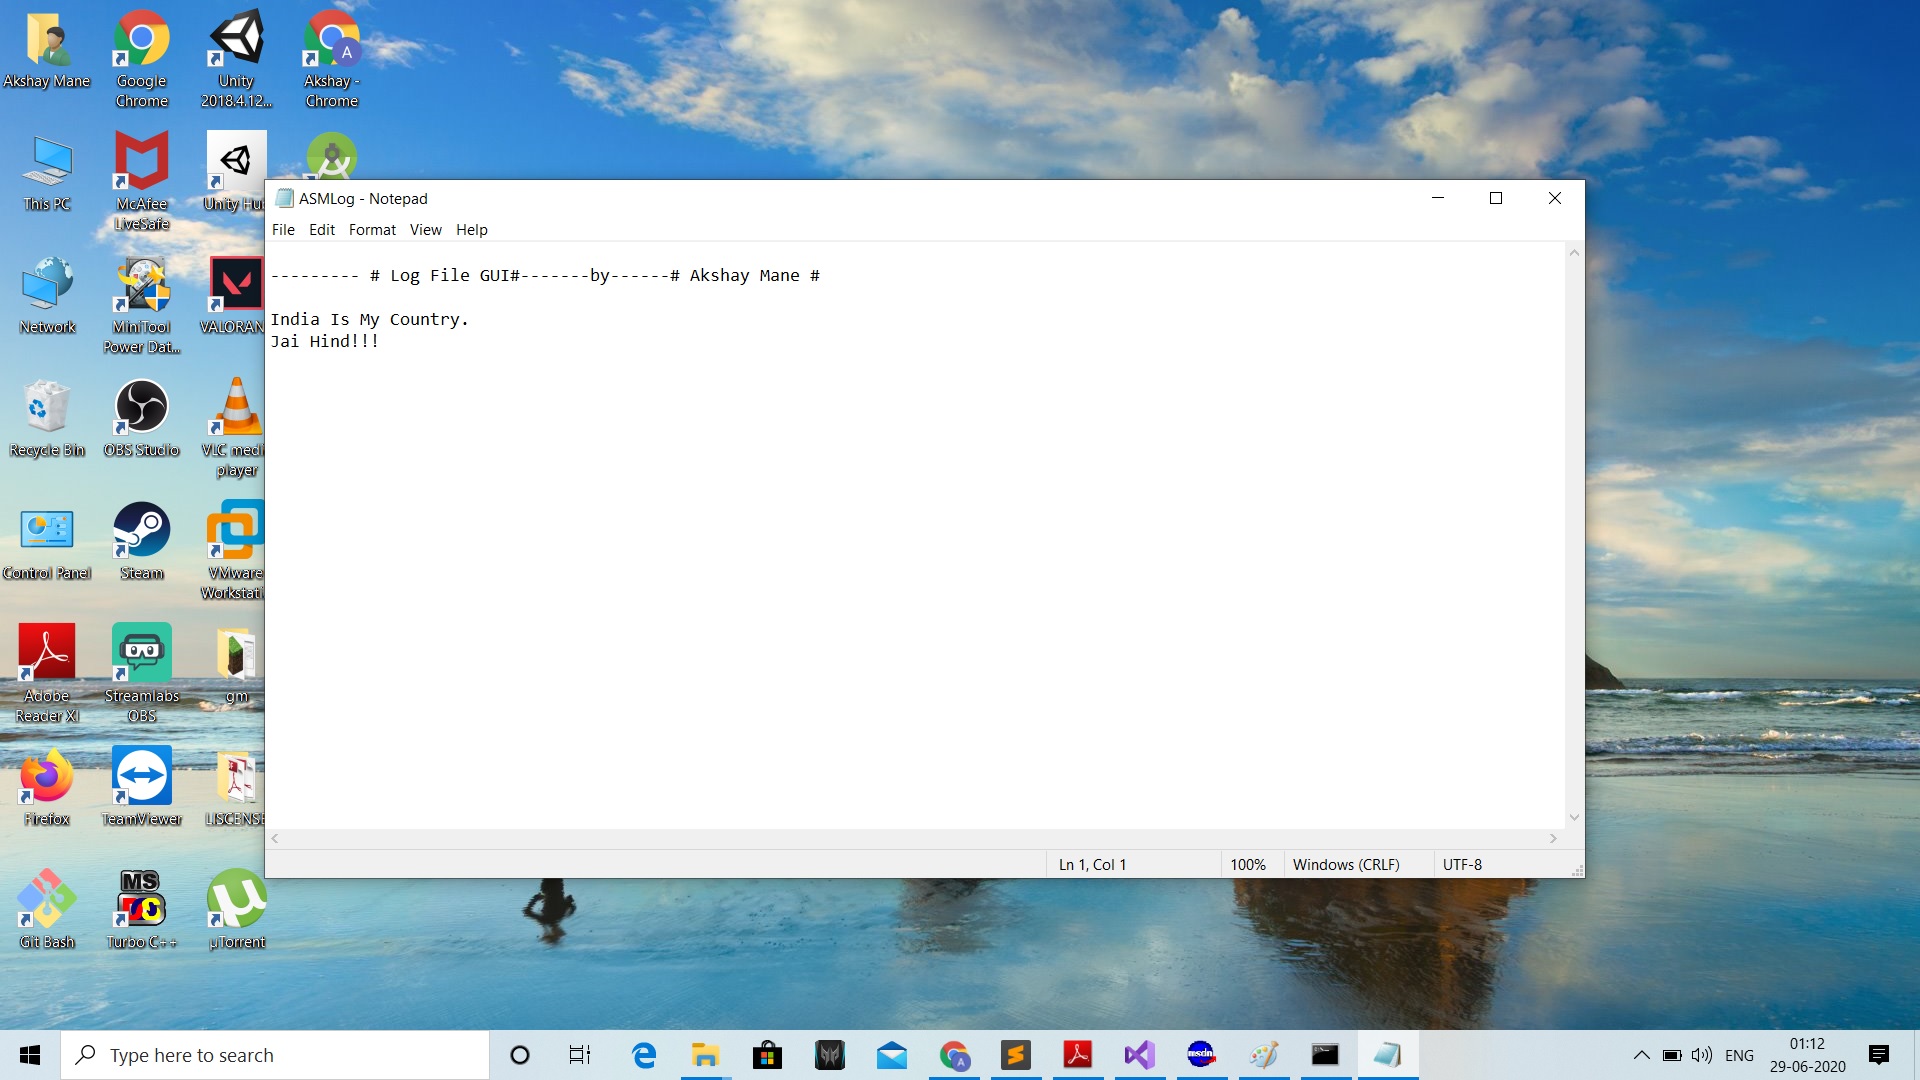 Akshay Mane
Google
Chrome
Unity
2018.4.12...
Akshay -
Chrome
A
This PC
McAfee
LiveSafe
Unity Hu
ASMLog - Notepad
File Edit Format View Help
--------- # Log File GUI#-------by------# Akshay Mane #
India Is My Country.
Jai Hind!!!
Network
MiniTool
Power Dat...
VALORAN
Recycle Bin
OBS Studio
VLC medi
player
Control Panel
Steam
VMware
Workstati
Adobe
Reader XI
Streamlabs
OBS
gm
Firefox
TeamViewer
LISCENSE
MS
Git Bash
Turbo C++
µTorrent
Ln 1, Col 1
100%
Windows (CRLF)
UTF-8
Type here to search
A
msdn
ENG
01:12
29-06-2020